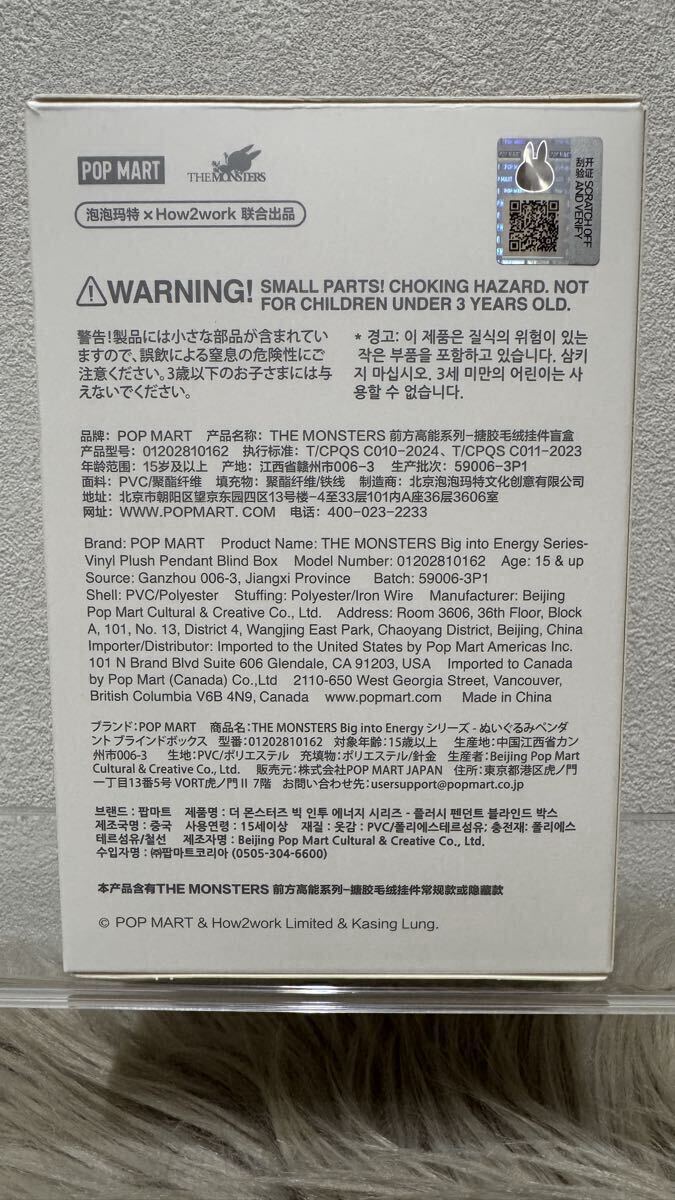 POP MART
THE MONSTERS
泡泡玛特×How2work 联合出品
POP MART
刮开
验证
SCRATCH OFF
AND VERIFY
WARNING! SMALL PARTS! CHOKING HAZARD. NOT
FOR CHILDREN UNDER 3 YEARS OLD.
警告!製品には小さな部品が含まれてい
ますので、誤飲による窒息の危険性にご
注意ください。3歳以下のお子さまには与
えないでください。
* 경고: 이 제품은 질식의 위험이 있는
작은 부품을 포함하고 있습니다. 삼키
지 마십시오. 3세 미만의 어린이는 사
용할 수 없습니다.
品牌：POP MART 产品名称：THE MONSTERS 前方高能系列-搪胶毛绒挂件盲盒
产品型号：01202810162 执行标准：T/CPQS C010-2024、T/CPQS C011-2023
年龄范围：15岁及以上 产地：江西省赣州市006-3 生产批次：59006-3P1
面料：PVC/聚酯纤维 填充物：聚酯纤维/铁线 制造商：北京泡泡玛特文化创意有限公司
地址：北京市朝阳区望京东园四区13号楼-4至33层101内A座36层3606室
网址：WWW.POPMART.COM 电话：400-023-2233
Brand: POP MART Product Name: THE MONSTERS Big into Energy Series-
Vinyl Plush Pendant Blind Box Model Number: 01202810162 Age: 15 & up
Source: Ganzhou 006-3, Jiangxi Province Batch: 59006-3P1
Shell: PVC/Polyester Stuffing: Polyester/Iron Wire Manufacturer: Beijing
Pop Mart Cultural & Creative Co., Ltd. Address: Room 3606, 36th Floor, Block
A, 101, No. 13, District 4, Wangjing East Park, Chaoyang District, Beijing, China
Importer/Distributor: Imported to the United States by Pop Mart Americas Inc.
101 N Brand Blvd Suite 606 Glendale, CA 91203, USA Imported to Canada
by Pop Mart (Canada) Co.,Ltd 2110-650 West Georgia Street, Vancouver,
British Columbia V6B 4N9, Canada www.popmart.com Made in China
ブランド：POP MART 商品名：THE MONSTERS Big into Energy シリーズ - ぬいぐるみペンダ
ント ブラインドボックス 型番：01202810162 対象年齢：15歳以上 生産地：中国江西省カン
州市006-3 生地：PVC/ポリエステル 充填物：ポリエステル/針金 生産者：Beijing Pop Mart
Cultural & Creative Co., Ltd. 販売元：株式会社POP MART JAPAN 住所：東京都港区虎ノ門
一丁目13番5号 VORT虎ノ門Ⅱ 7階 お問い合わせ先：usersupport@popmart.co.jp
브랜드 : 팝마트 제품명 : 더 몬스터즈 빅 인투 에너지 시리즈 - 플러시 펜던트 블라인드 박스
제조국명 : 중국 사용연령 : 15세이상 재질 : 옷감 : PVC/폴리에스테르섬유; 충전재: 폴리에스
테르섬유/철선 제조자명 : Beijing Pop Mart Cultural & Creative Co., Ltd.
수입자명 : ㈜팝마트코리아 (0505-304-6600)
本产品含有THE MONSTERS 前方高能系列-搪胶毛绒挂件常规款或隐藏款
© POP MART & How2work Limited & Kasing Lung.